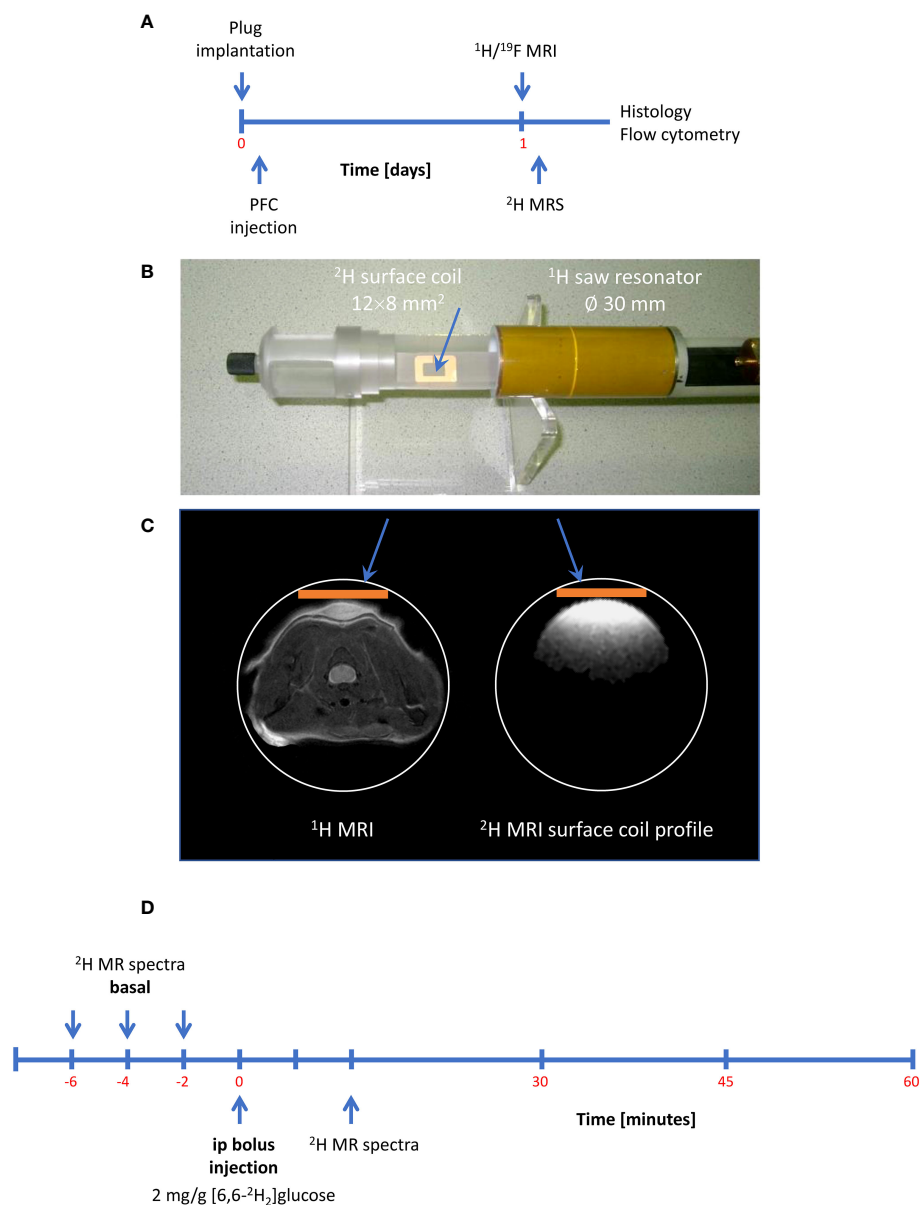 A
Plug
implantation
¹H/¹⁹F MRI
Histology
Flow cytometry
0
1
Time [days]
PFC
injection
²H MRS
B
²H surface coil
12×8 mm²
¹H saw resonator
Ø 30 mm
C
¹H MRI
²H MRI surface coil profile
D
²H MR spectra
basal
-6
-4
-2
0
30
45
60
ip bolus
injection
²H MR spectra
Time [minutes]
2 mg/g [6,6-²H₂]glucose